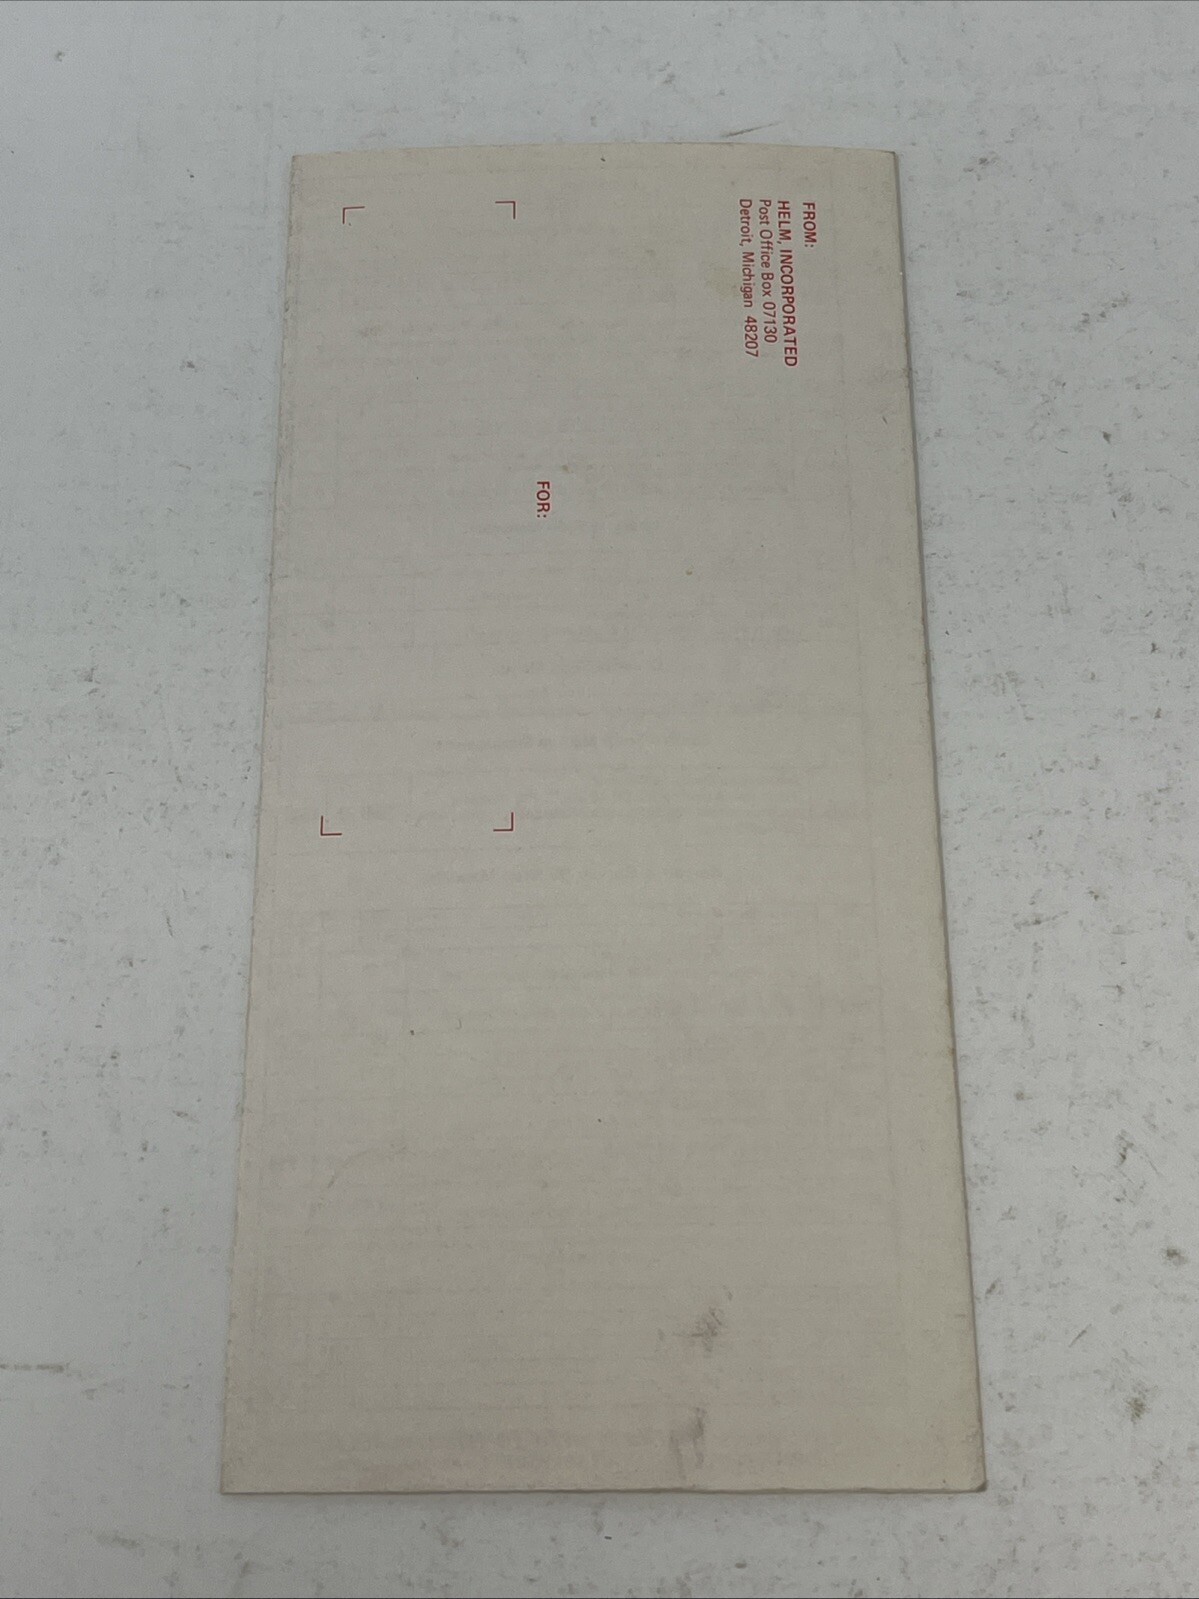 FROM:
HELM, INCORPORATED
Post Office Box 07130
Detroit, Michigan 48207
FOR: